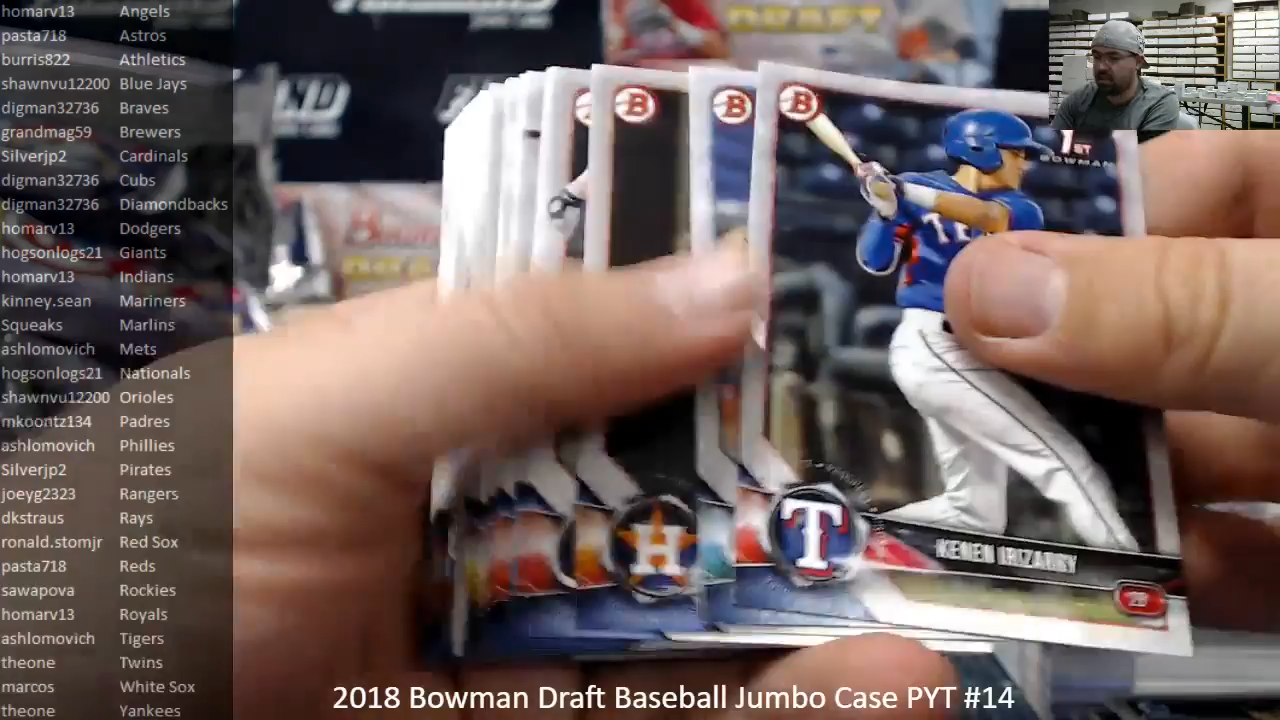 homarv13 Angels
pasta718 Astros
burris822 Athletics
shawnvu12200 Blue Jays
digman32736 Braves
grandmag59 Brewers
Silverjp2 Cardinals
digman32736 Cubs
digman32736 Diamondbacks
homarv13 Dodgers
hogsonlogs21 Giants
homarv13 Indians
kinney.sean Mariners
Squeaks Marlins
ashlomovich Mets
hogsonlogs21 Nationals
shawnvu12200 Orioles
mkoontz134 Padres
ashlomovich Phillies
Silverjp2 Pirates
joeyg2323 Rangers
dkstraus Rays
ronald.stomjr Red Sox
pasta718 Reds
sawapova Rockies
homarv13 Royals
ashlomovich Tigers
theone Twins
marcos White Sox
theone Yankees
DRAFT
B
B
B
1ST
BOWMAN
H
T
KENEN IRIZARRY
2018 Bowman Draft Baseball Jumbo Case PYT #14